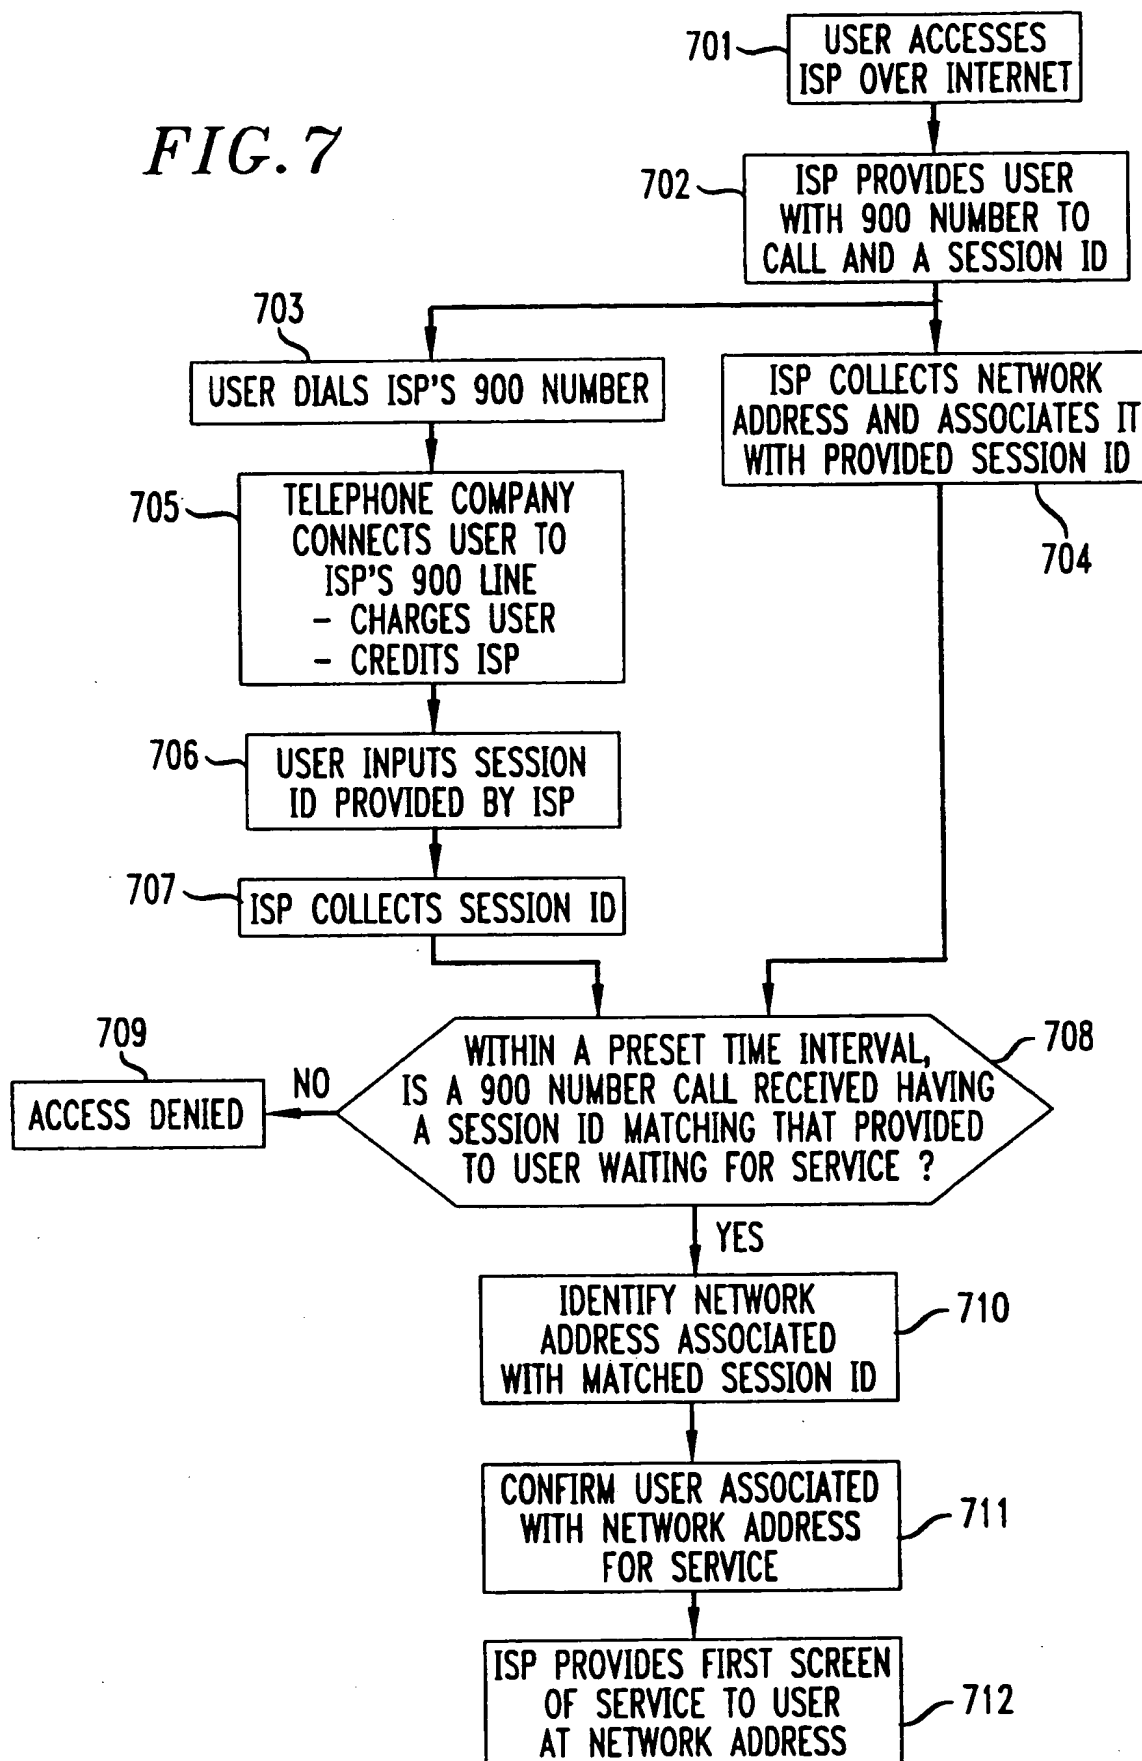 FIG. 7
701
USER ACCESSES
ISP OVER INTERNET
702
ISP PROVIDES USER
WITH 900 NUMBER TO
CALL AND A SESSION ID
703
USER DIALS ISP'S 900 NUMBER
ISP COLLECTS NETWORK
ADDRESS AND ASSOCIATES IT
WITH PROVIDED SESSION ID
704
705
TELEPHONE COMPANY
CONNECTS USER TO
ISP'S 900 LINE
- CHARGES USER
- CREDITS ISP
706
USER INPUTS SESSION
ID PROVIDED BY ISP
707
ISP COLLECTS SESSION ID
708
WITHIN A PRESET TIME INTERVAL,
IS A 900 NUMBER CALL RECEIVED HAVING
A SESSION ID MATCHING THAT PROVIDED
TO USER WAITING FOR SERVICE ?
NO
709
ACCESS DENIED
YES
IDENTIFY NETWORK
ADDRESS ASSOCIATED
WITH MATCHED SESSION ID
710
CONFIRM USER ASSOCIATED
WITH NETWORK ADDRESS
FOR SERVICE
711
ISP PROVIDES FIRST SCREEN
OF SERVICE TO USER
AT NETWORK ADDRESS
712